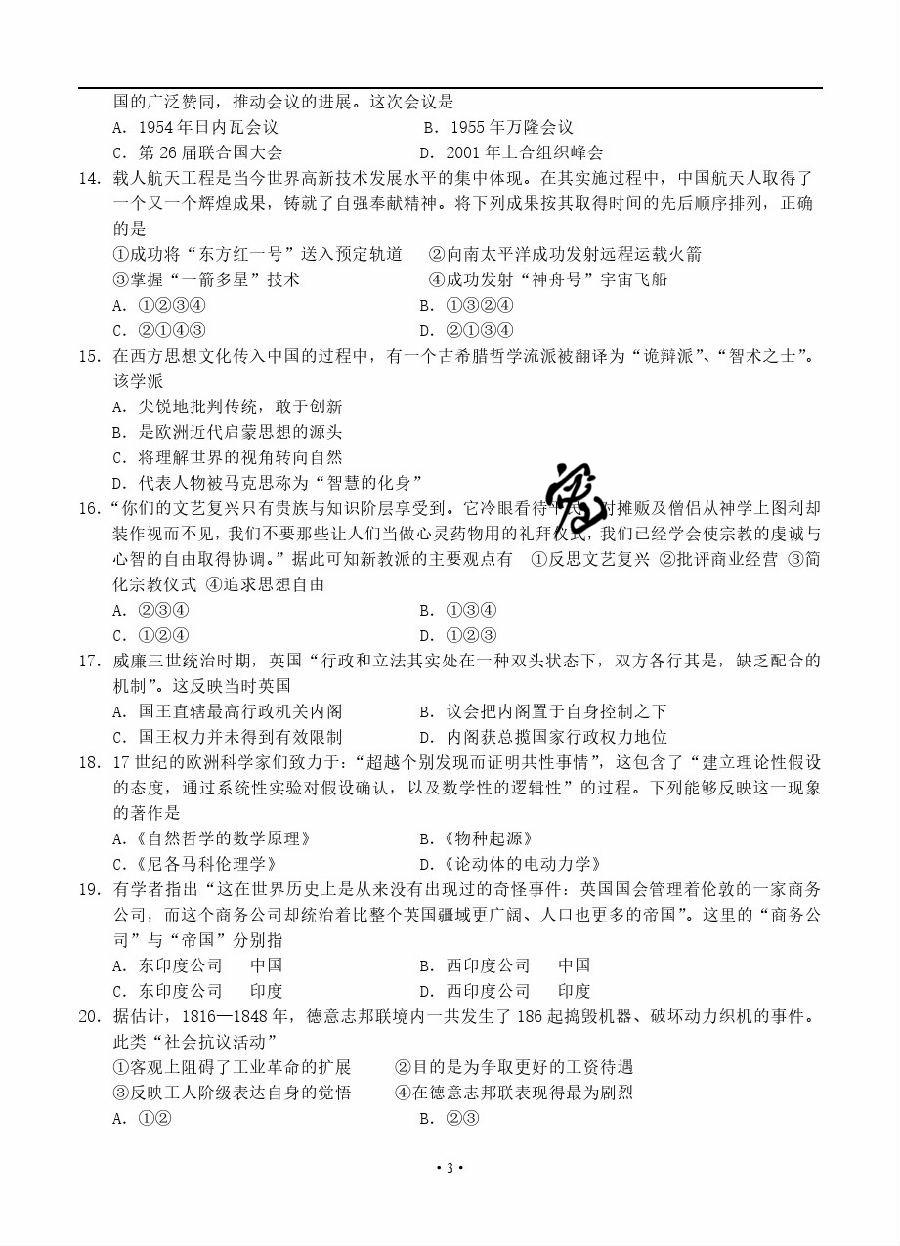 国的广泛赞同，推动会议的进展。这次会议是
A．1954年日内瓦会议 B．1955年万隆会议
C．第26届联合国大会 D．2001年上合组织峰会
14．载人航天工程是当今世界高新技术发展水平的集中体现。在其实施过程中，中国航天人取得了
一个又一个辉煌成果，铸就了自强奉献精神。将下列成果按其取得时间的先后顺序排列，正确
的是
①成功将“东方红一号”送入预定轨道 ②向南太平洋成功发射远程运载火箭
③掌握“一箭多星”技术 ④成功发射“神舟号”宇宙飞船
A．①②③④ B．①③②④
C．②①④③ D．②①③④
15．在西方思想文化传入中国的过程中，有一个古希腊哲学流派被翻译为“诡辩派”、“智术之士”。
该学派
A．尖锐地批判传统，敢于创新
B．是欧洲近代启蒙思想的源头
C．将理解世界的视角转向自然
D．代表人物被马克思称为“智慧的化身”
16．“你们的文艺复兴只有贵族与知识阶层享受到。它冷眼看待 对摊贩及僧侣从神学上图利却
装作视而不见，我们不要那些让人们当做心灵药物用的礼拜仪式，我们已经学会使宗教的虔诚与
心智的自由取得协调。”据此可知新教派的主要观点有 ①反思文艺复兴 ②批评商业经营 ③简
化宗教仪式 ④追求思想自由
A．②③④ B．①③④
C．①②④ D．①②③
17．威廉三世统治时期，英国“行政和立法其实处在一种双头状态下，双方各行其是，缺乏配合的
机制”。这反映当时英国
A．国王直辖最高行政机关内阁 B．议会把内阁置于自身控制之下
C．国王权力并未得到有效限制 D．内阁获总揽国家行政权力地位
18．17世纪的欧洲科学家们致力于：“超越个别发现而证明共性事情”，这包含了“建立理论性假设
的态度，通过系统性实验对假设确认，以及数学性的逻辑性”的过程。下列能够反映这一现象
的著作是
A．《自然哲学的数学原理》 B．《物种起源》
C．《尼各马科伦理学》 D．《论动体的电动力学》
19．有学者指出“这在世界历史上是从来没有出现过的奇怪事件：英国国会管理着伦敦的一家商务
公司，而这个商务公司却统治着比整个英国疆域更广阔、人口也更多的帝国”。这里的“商务公
司”与“帝国”分别指
A．东印度公司 中国 B．西印度公司 中国
C．东印度公司 印度 D．西印度公司 印度
20．据估计，1816—1848年，德意志邦联境内一共发生了186起捣毁机器、破坏动力织机的事件。
此类“社会抗议活动”
①客观上阻碍了工业革命的扩展 ②目的是为争取更好的工资待遇
③反映工人阶级表达自身的觉悟 ④在德意志邦联表现得最为剧烈
A．①② B．②③
·3·